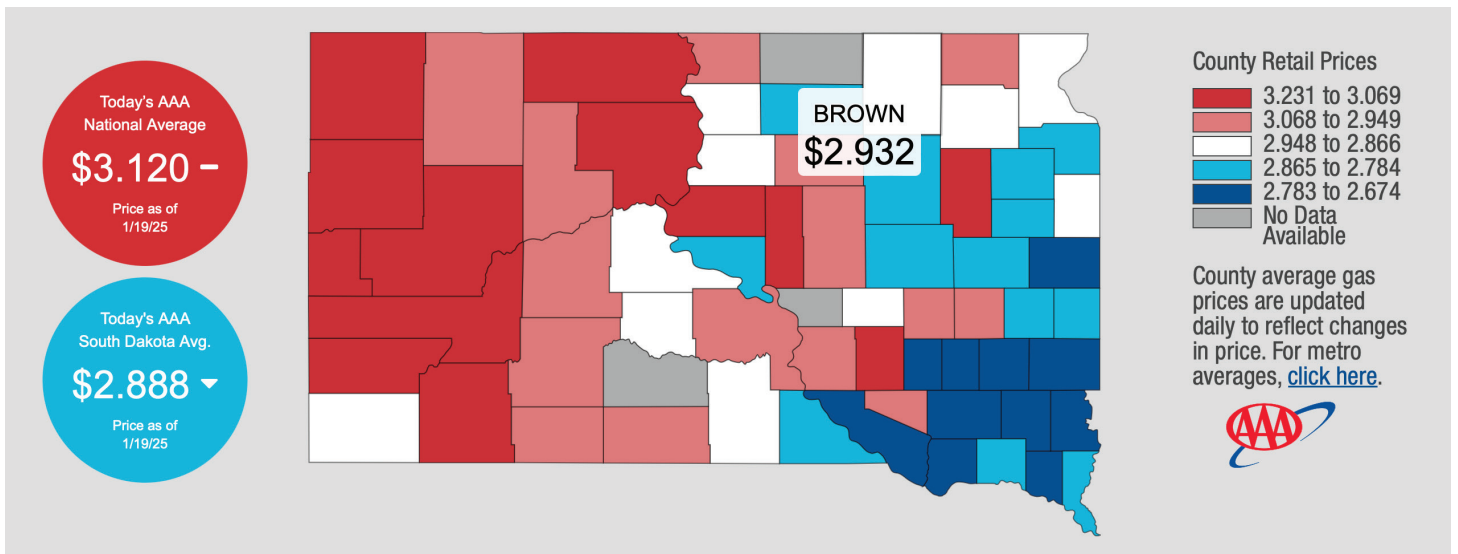 Today's AAA
National Average
$3.120 –
Price as of
1/19/25
Today's AAA
South Dakota Avg.
$2.888
Price as of
1/19/25
BROWN
$2.932
County Retail Prices
3.231 to 3.069
3.068 to 2.949
2.948 to 2.866
2.865 to 2.784
2.783 to 2.674
No Data
Available
County average gas
prices are updated
daily to reflect changes
in price. For metro
averages, click here.
AAA